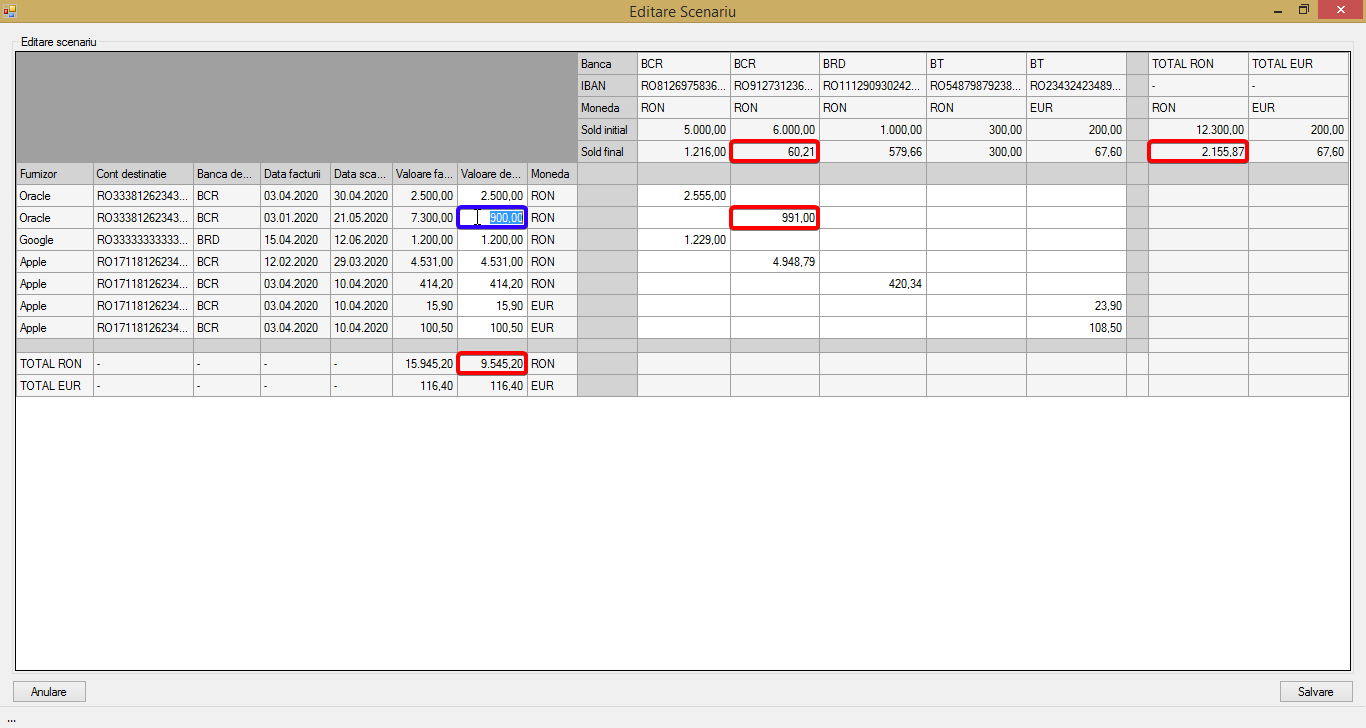 Editare Scenariu
Editare scenariu
Banca BCR BCR BRD BT BT TOTAL RON TOTAL EUR
IBAN RO8126975836... RO912731236... RO111290930242... RO54879879238... RO23432423489... - -
Moneda RON RON RON RON EUR RON EUR
Sold initial 5.000,00 6.000,00 1.000,00 300,00 200,00 12.300,00 200,00
Sold final 1.216,00 60,21 579,66 300,00 67,60 2.155,87 67,60
Furnizor Cont destinatie Banca de... Data facturii Data sca... Valoare fa... Valoare de... Moneda
Oracle RO33381262343... BCR 03.04.2020 30.04.2020 2.500,00 2.500,00 RON 2.555,00
Oracle RO33381262343... BCR 03.01.2020 21.05.2020 7.300,00 900,00 RON 991,00
Google RO33333333333... BRD 15.04.2020 12.06.2020 1.200,00 1.200,00 RON 1.229,00
Apple RO17118126234... BCR 12.02.2020 29.03.2020 4.531,00 4.531,00 RON 4.948,79
Apple RO17118126234... BCR 03.04.2020 10.04.2020 414,20 414,20 RON 420,34
Apple RO17118126234... BCR 03.04.2020 10.04.2020 15,90 15,90 EUR 23,90
Apple RO17118126234... BCR 03.04.2020 10.04.2020 100,50 100,50 EUR 108,50
TOTAL RON - - - - 15.945,20 9.545,20 RON
TOTAL EUR - - - - 116,40 116,40 EUR
Anulare Salvare
...